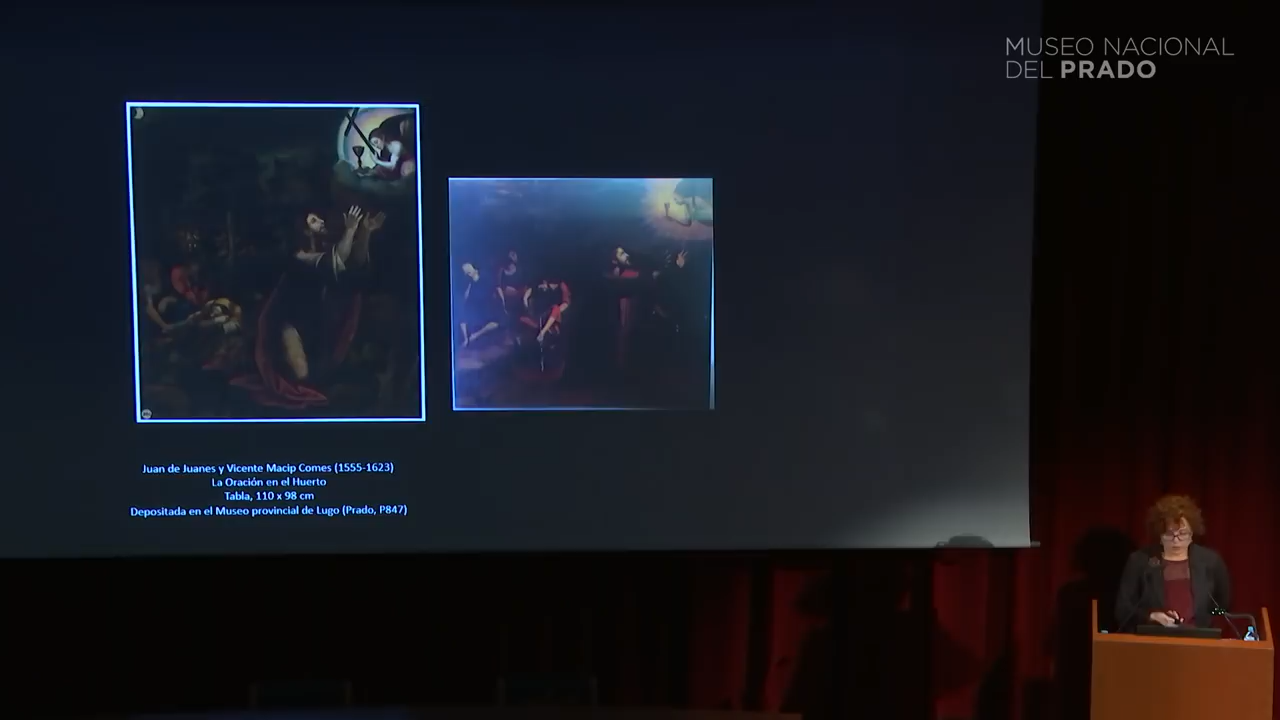 MUSEO NACIONAL
DEL PRADO
Juan de Juanes y Vicente Macip Comes (1555-1623)
La Oración en el Huerto
Tabla, 110 x 98 cm
Depositada en el Museo provincial de Lugo (Prado, P847)